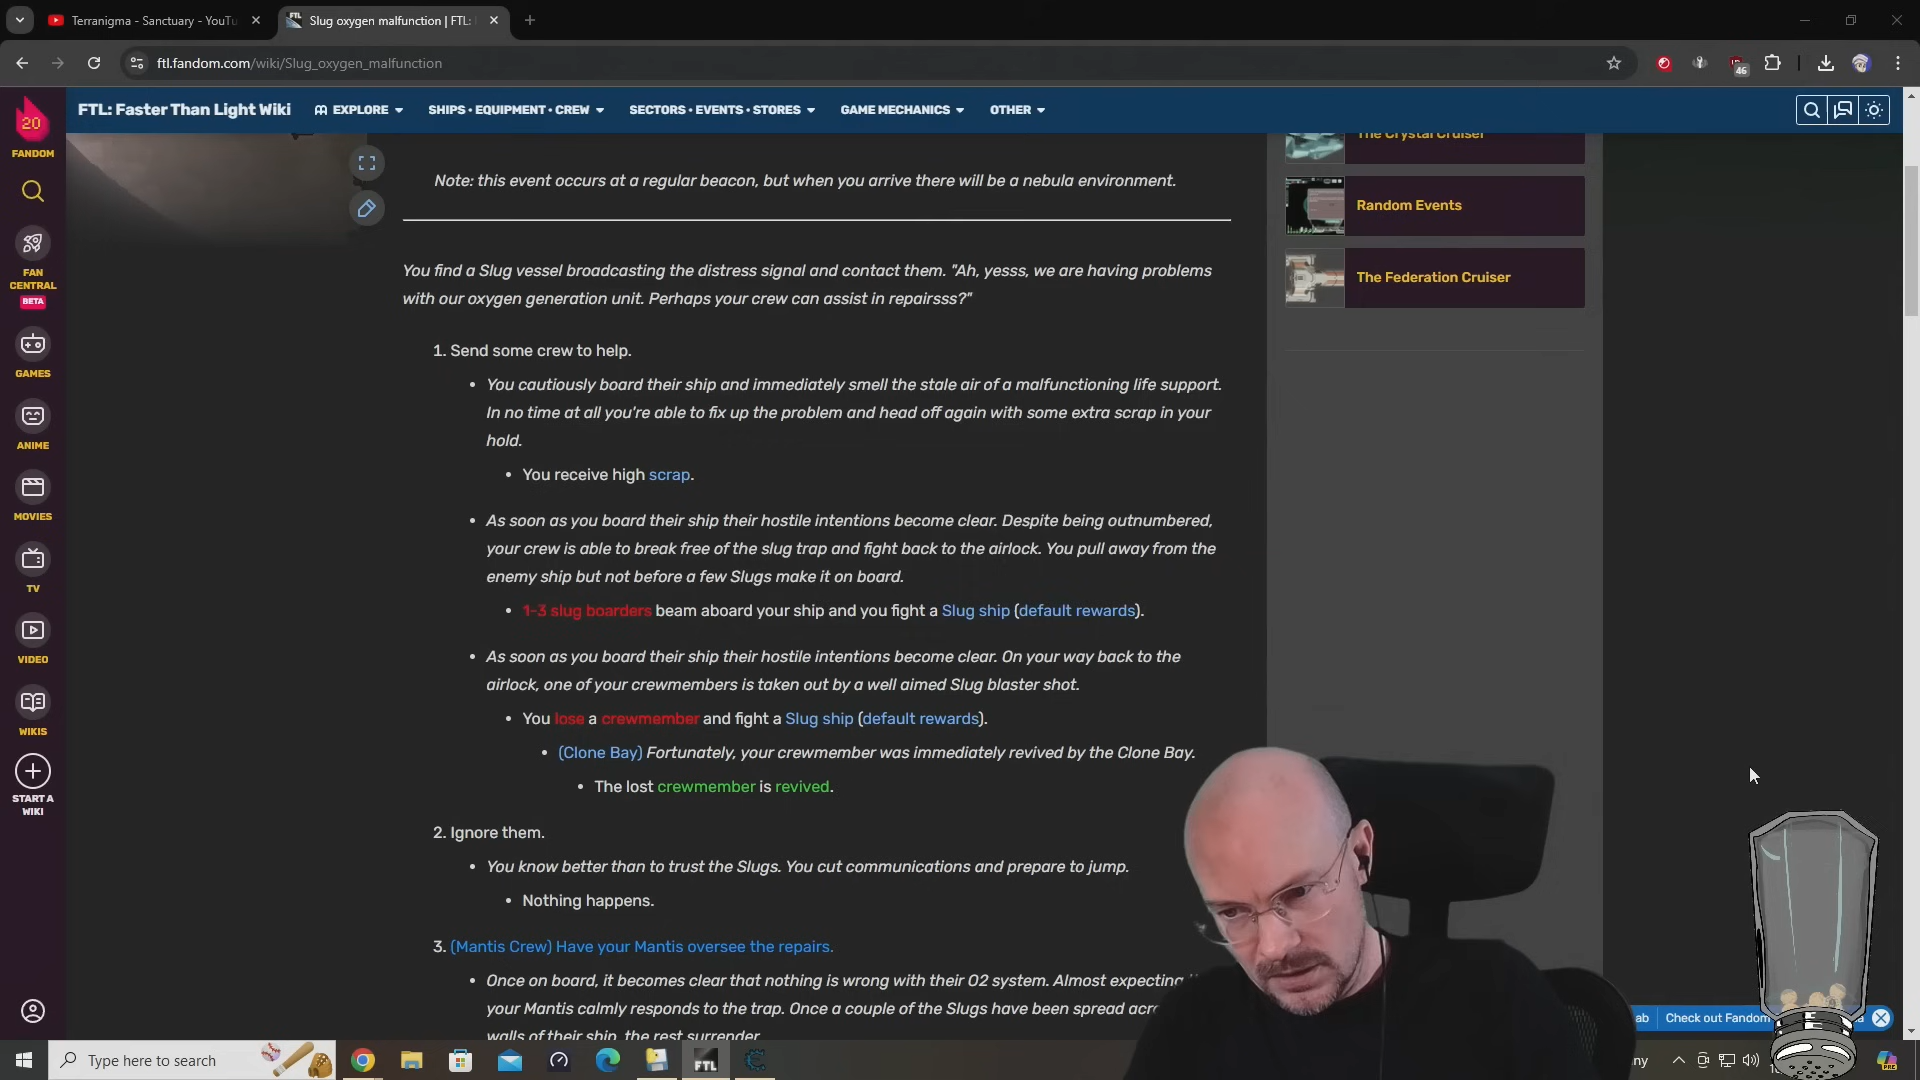 Terranigma - Sanctuary - YouTu
Slug oxygen malfunction | FTL:
ftl.fandom.com/wiki/Slug_oxygen_malfunction
46
20
FANDOM
FTL: Faster Than Light Wiki
EXPLORE
SHIPS • EQUIPMENT • CREW
SECTORS • EVENTS • STORES
GAME MECHANICS
OTHER
FAN CENTRAL
BETA
GAMES
ANIME
MOVIES
TV
VIDEO
WIKIS
START A WIKI
The Crystal Cruiser
Random Events
The Federation Cruiser
Note: this event occurs at a regular beacon, but when you arrive there will be a nebula environment.
You find a Slug vessel broadcasting the distress signal and contact them. "Ah, yesss, we are having problems
with our oxygen generation unit. Perhaps your crew can assist in repairsss?"
1. Send some crew to help.
• You cautiously board their ship and immediately smell the stale air of a malfunctioning life support.
In no time at all you're able to fix up the problem and head off again with some extra scrap in your
hold.
• You receive high scrap.
• As soon as you board their ship their hostile intentions become clear. Despite being outnumbered,
your crew is able to break free of the slug trap and fight back to the airlock. You pull away from the
enemy ship but not before a few Slugs make it on board.
• 1-3 slug boarders beam aboard your ship and you fight a Slug ship (default rewards).
• As soon as you board their ship their hostile intentions become clear. On your way back to the
airlock, one of your crewmembers is taken out by a well aimed Slug blaster shot.
• You lose a crewmember and fight a Slug ship (default rewards).
• (Clone Bay) Fortunately, your crewmember was immediately revived by the Clone Bay.
• The lost crewmember is revived.
2. Ignore them.
• You know better than to trust the Slugs. You cut communications and prepare to jump.
• Nothing happens.
3. (Mantis Crew) Have your Mantis oversee the repairs.
• Once on board, it becomes clear that nothing is wrong with their O2 system. Almost expecting
your Mantis calmly responds to the trap. Once a couple of the Slugs have been spread
walls of their ship, the rest surrender
ab
Check out Fandom
Type here to search
FTL